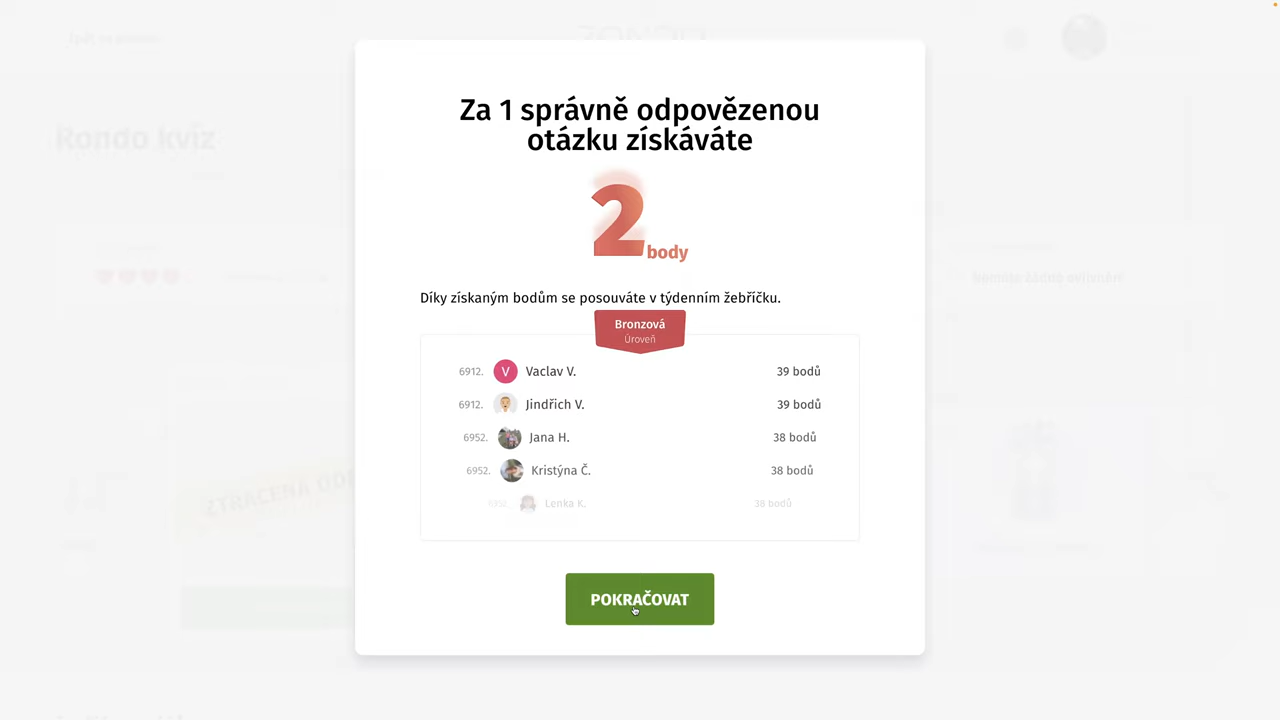 Za 1 správně odpovězenou
otázku získáváte
2 body
Díky získaným bodům se posouváte v týdenním žebříčku.
Bronzová
Úroveň
6912. V Vaclav V. 39 bodů
6912. Jindřich V. 39 bodů
6952. Jana H. 38 bodů
6952. Kristýna Č. 38 bodů
Lenka K. 38 bodů
POKRAČOVAT
Rondo kvíz
ZTRACENA